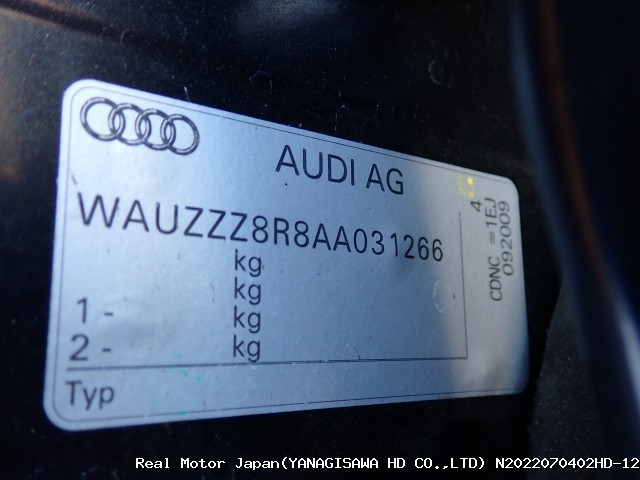 AUDI AG
WAUZZZ8R8AA031266
kg
kg
1 - kg
2 - kg
Typ
4
CDNC =1EJ
092009
Real Motor Japan(YANAGISAWA HD CO.,LTD) N2022070402HD-12